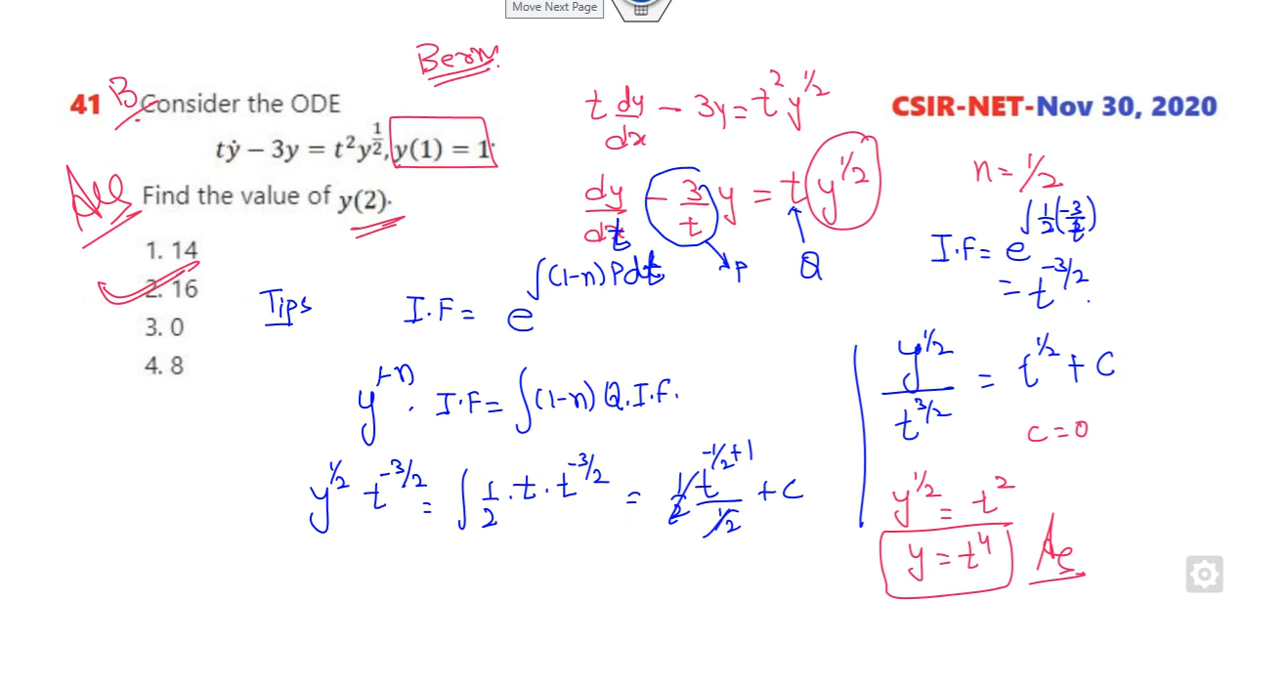 Move Next Page
Bern.
41 B Consider the ODE
tẏ − 3y = t²y^{1/2}, y(1) = 1
Find the value of y(2).
Ans
1. 14
2. 16
3. 0
4. 8
t dy/dx − 3y = t² y^{1/2}
CSIR-NET-Nov 30, 2020
dy/dt − 3/t y = t y^{1/2}
P
Q
n = 1/2
I.F = e^{∫ 1/2 (−3/t)}
= t^{−3/2}.
Tips
I.F = e^{∫(1−n) P dt}
y^{1−n} . I.F = ∫(1−n) Q. I.f.
y^{1/2} t^{−3/2} = ∫ 1/2 . t . t^{−3/2} = 1/2 t^{−1/2+1} / 1/2 + c
y^{1/2} / t^{3/2} = t^{1/2} + C
C = 0
y^{1/2} = t²
y = t⁴
As